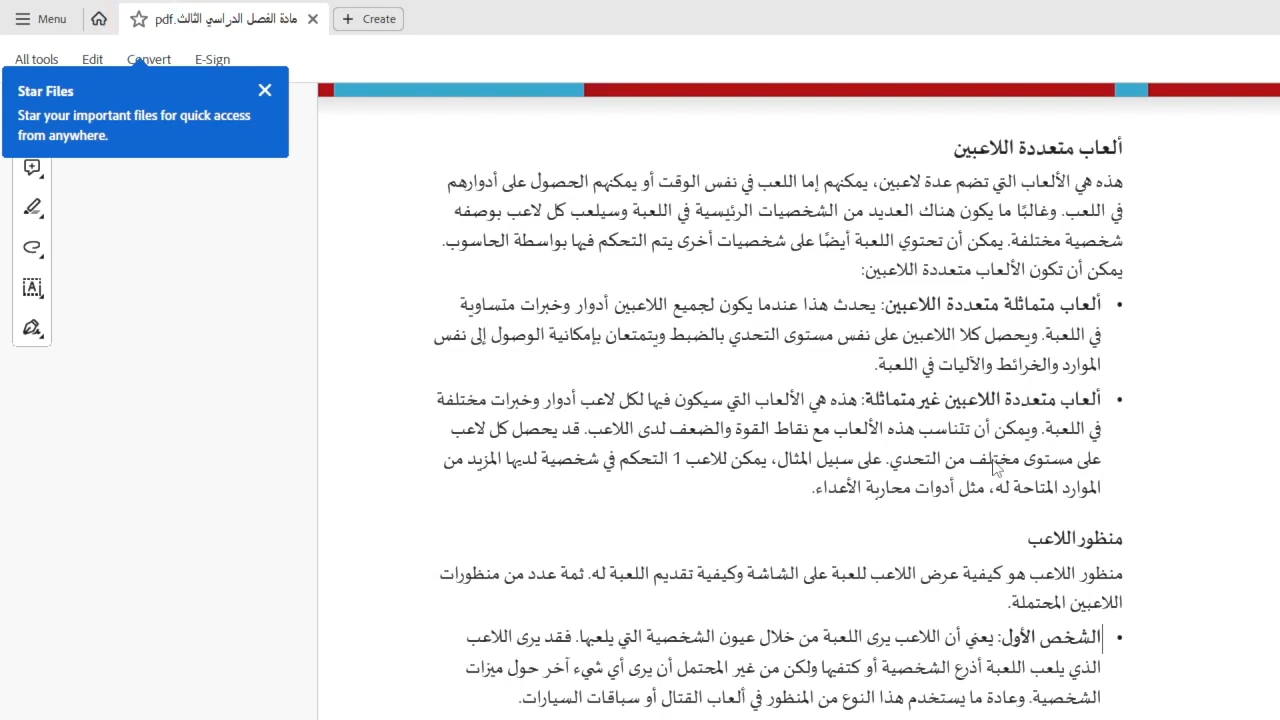 Menu
مادة الفصل الدراسي الثالث.pdf
Create
All tools Edit Convert E-Sign
Star Files
Star your important files for quick access
from anywhere.
ألعاب متعددة اللاعبين
هذه هي الألعاب التي تضم عدة لاعبين، يمكنهم إما اللعب في نفس الوقت أو يمكنهم الحصول على أدوارهم
في اللعب. وغالبًا ما يكون هناك العديد من الشخصيات الرئيسية في اللعبة وسيلعب كل لاعب بوصفه
شخصية مختلفة. يمكن أن تحتوي اللعبة أيضًا على شخصيات أخرى يتم التحكم فيها بواسطة الحاسوب.
يمكن أن تكون الألعاب متعددة اللاعبين:
• ألعاب متماثلة متعددة اللاعبين: يحدث هذا عندما يكون لجميع اللاعبين أدوار وخبرات متساوية
في اللعبة. ويحصل كلا اللاعبين على نفس مستوى التحدي بالضبط ويتمتعان بإمكانية الوصول إلى نفس
الموارد والخرائط والآليات في اللعبة.
• ألعاب متعددة اللاعبين غير متماثلة: هذه هي الألعاب التي سيكون فيها لكل لاعب أدوار وخبرات مختلفة
في اللعبة. ويمكن أن تتناسب هذه الألعاب مع نقاط القوة والضعف لدى اللاعب. قد يحصل كل لاعب
على مستوى مختلف من التحدي. على سبيل المثال، يمكن للاعب 1 التحكم في شخصية لديها المزيد من
الموارد المتاحة له، مثل أدوات محاربة الأعداء.
منظور اللاعب
منظور اللاعب هو كيفية عرض اللاعب للعبة على الشاشة وكيفية تقديم اللعبة له. ثمة عدد من منظورات
اللاعبين المحتملة.
• الشخص الأول: يعني أن اللاعب يرى اللعبة من خلال عيون الشخصية التي يلعبها. فقد يرى اللاعب
الذي يلعب اللعبة أذرع الشخصية أو كتفيها ولكن من غير المحتمل أن يرى أي شيء آخر حول ميزات
الشخصية. وعادة ما يستخدم هذا النوع من المنظور في ألعاب القتال أو سباقات السيارات.